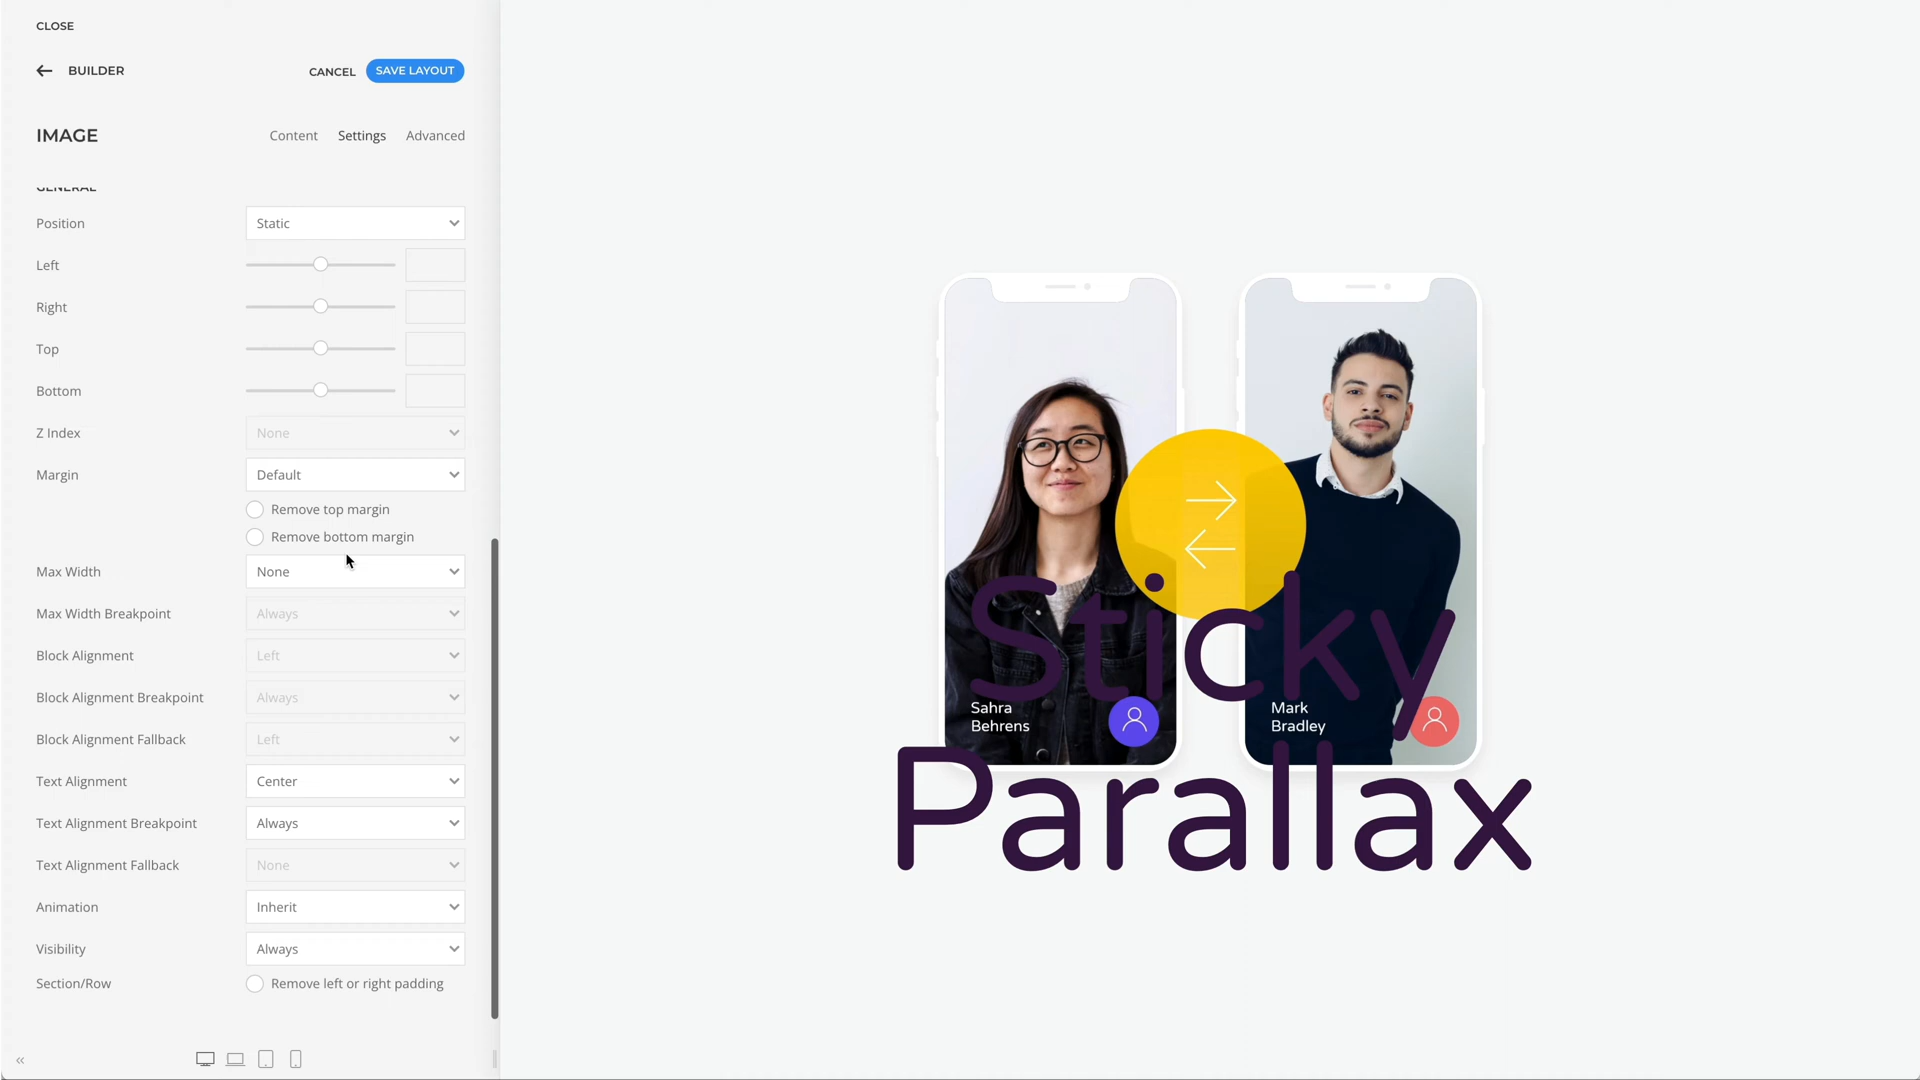 CLOSE
BUILDER
CANCEL
SAVE LAYOUT
IMAGE
Content
Settings
Advanced
GENERAL
Position
Static
Left
Right
Top
Bottom
Z Index
None
Margin
Default
Remove top margin
Remove bottom margin
Max Width
None
Max Width Breakpoint
Always
Block Alignment
Left
Block Alignment Breakpoint
Always
Block Alignment Fallback
Left
Text Alignment
Center
Text Alignment Breakpoint
Always
Text Alignment Fallback
None
Animation
Inherit
Visibility
Always
Section/Row
Remove left or right padding
Sticky
Parallax
Sahra
Behrens
Mark
Bradley